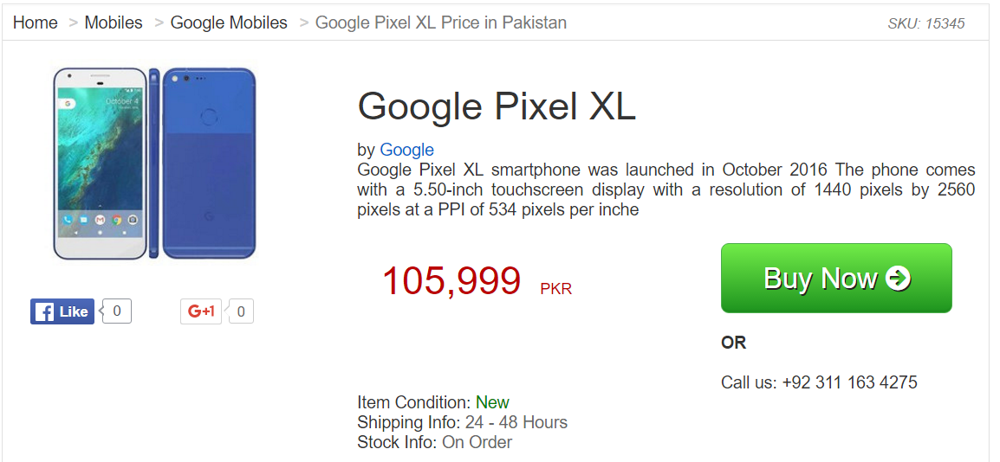 Home > Mobiles > Google Mobiles > Google Pixel XL Price in Pakistan
SKU: 15345
October 4
G
Google Pixel XL
by Google
Google Pixel XL smartphone was launched in October 2016 The phone comes
with a 5.50-inch touchscreen display with a resolution of 1440 pixels by 2560
pixels at a PPI of 534 pixels per inche
105,999 PKR
Buy Now
OR
Call us: +92 311 163 4275
f Like 0
G+1 0
Item Condition: New
Shipping Info: 24 - 48 Hours
Stock Info: On Order